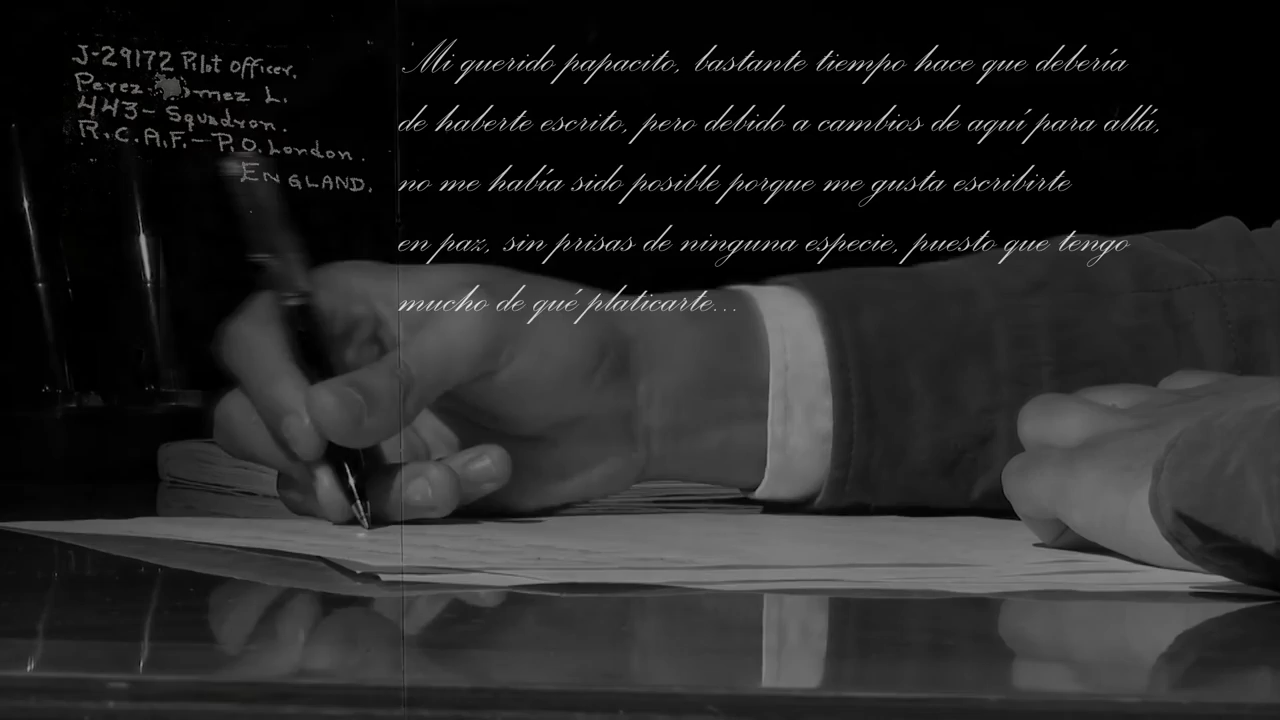 J-29172 Pilot Officer.
Perez mez L.
443- Squadron.
R.C.A.F.- P.O. London.
ENGLAND.
Mi querido papacito, bastante tiempo hace que debería
de haberte escrito, pero debido a cambios de aquí para allá,
no me había sido posible porque me gusta escribirte
en paz, sin prisas de ninguna especie, puesto que tengo
mucho de qué platicarte...